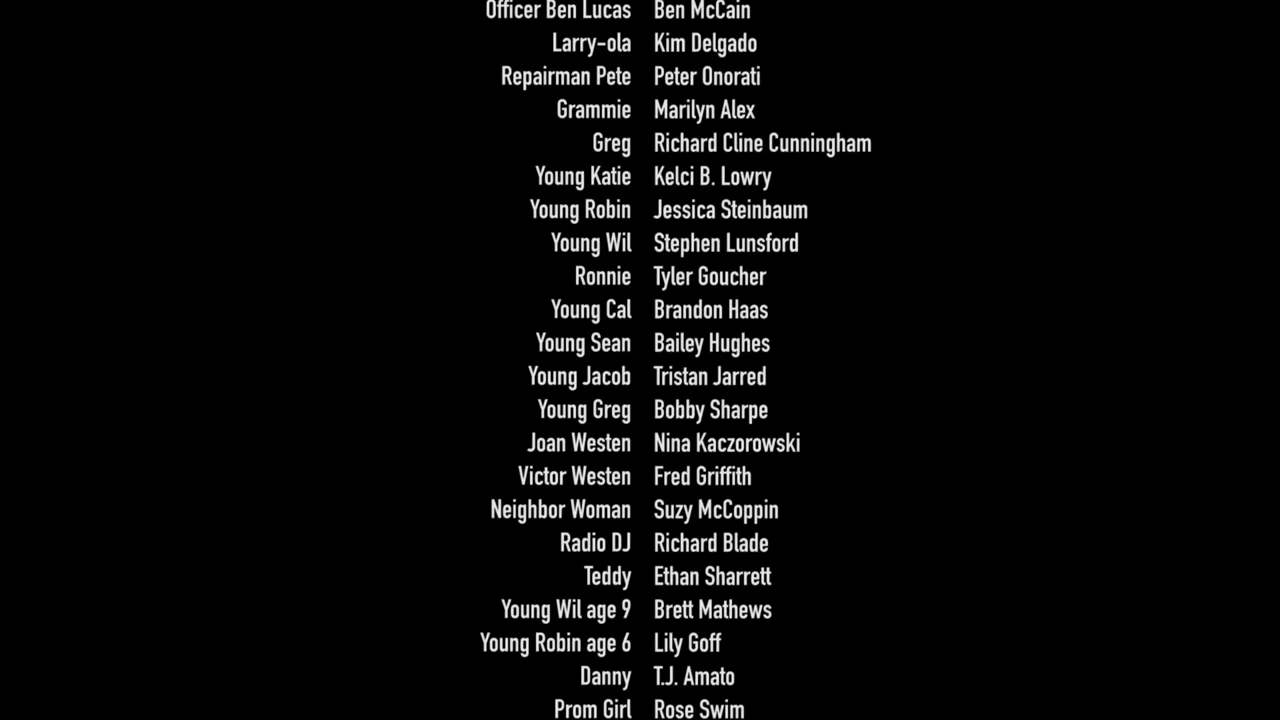 Officer Ben Lucas Ben McCain
Larry-ola Kim Delgado
Repairman Pete Peter Onorati
Grammie Marilyn Alex
Greg Richard Cline Cunningham
Young Katie Kelci B. Lowry
Young Robin Jessica Steinbaum
Young Wil Stephen Lunsford
Ronnie Tyler Goucher
Young Cal Brandon Haas
Young Sean Bailey Hughes
Young Jacob Tristan Jarred
Young Greg Bobby Sharpe
Joan Westen Nina Kaczorowski
Victor Westen Fred Griffith
Neighbor Woman Suzy McCoppin
Radio DJ Richard Blade
Teddy Ethan Sharrett
Young Wil age 9 Brett Mathews
Young Robin age 6 Lily Goff
Danny T.J. Amato
Prom Girl Rose Swim